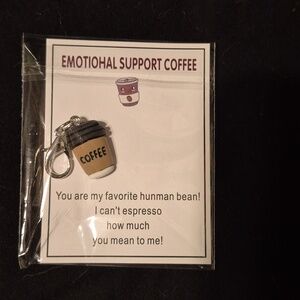 EMOTIOHAL SUPPORT COFFEE
COFFEE
You are my favorite hunman bean!
I can't espresso
how much
you mean to me!